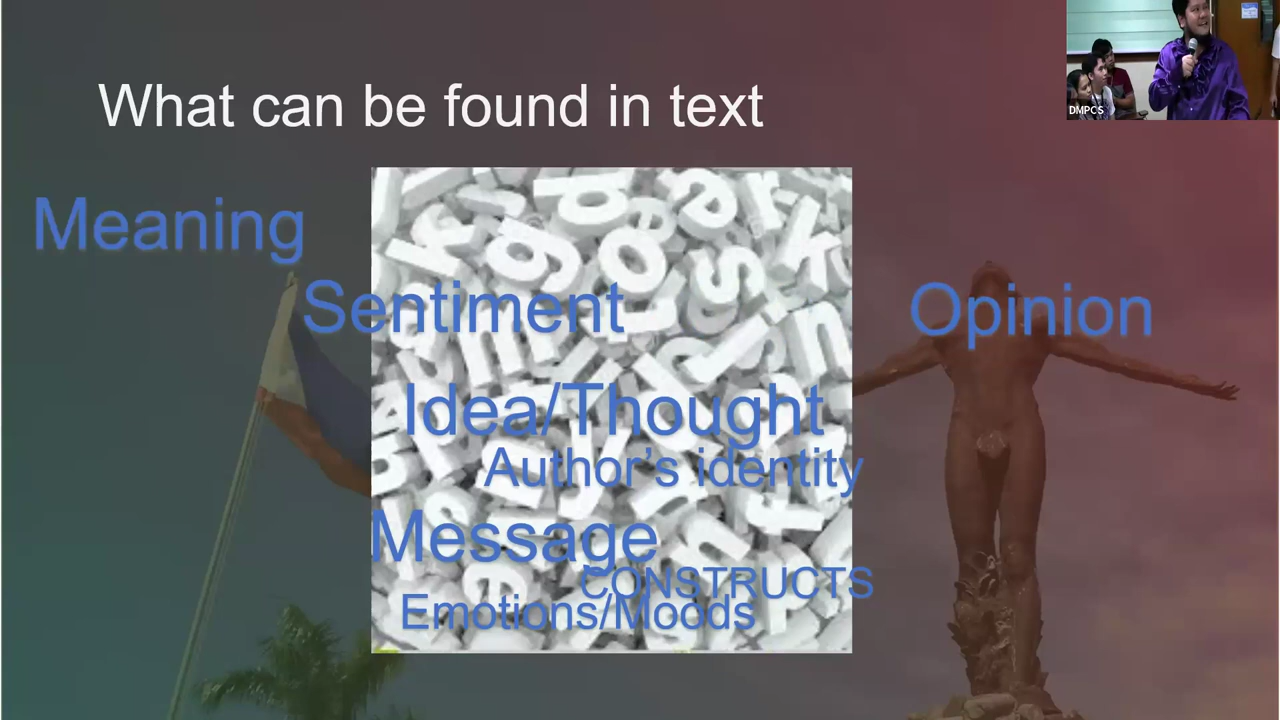 What can be found in text
DMPCS
Meaning
Sentiment
Opinion
Idea/Thought
Author's identity
Message
CONSTRUCTS
Emotions/Moods